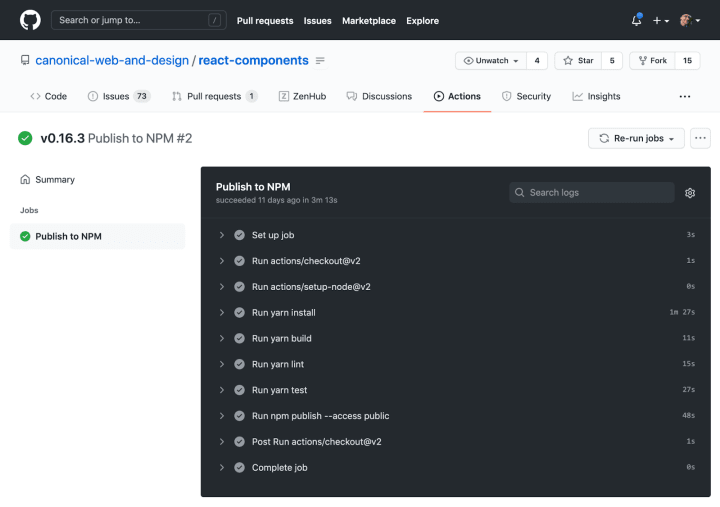 Search or jump to... /
Pull requests Issues Marketplace Explore
canonical-web-and-design / react-components
Unwatch 4 Star 5 Fork 15
Code Issues 73 Pull requests 1 ZenHub Discussions Actions Security Insights
v0.16.3 Publish to NPM #2
Re-run jobs
Summary
Jobs
Publish to NPM
Publish to NPM
succeeded 11 days ago in 3m 13s
Search logs
Set up job 3s
Run actions/checkout@v2 1s
Run actions/setup-node@v2 0s
Run yarn install 1m 27s
Run yarn build 11s
Run yarn lint 15s
Run yarn test 27s
Run npm publish --access public 48s
Post Run actions/checkout@v2 1s
Complete job 0s